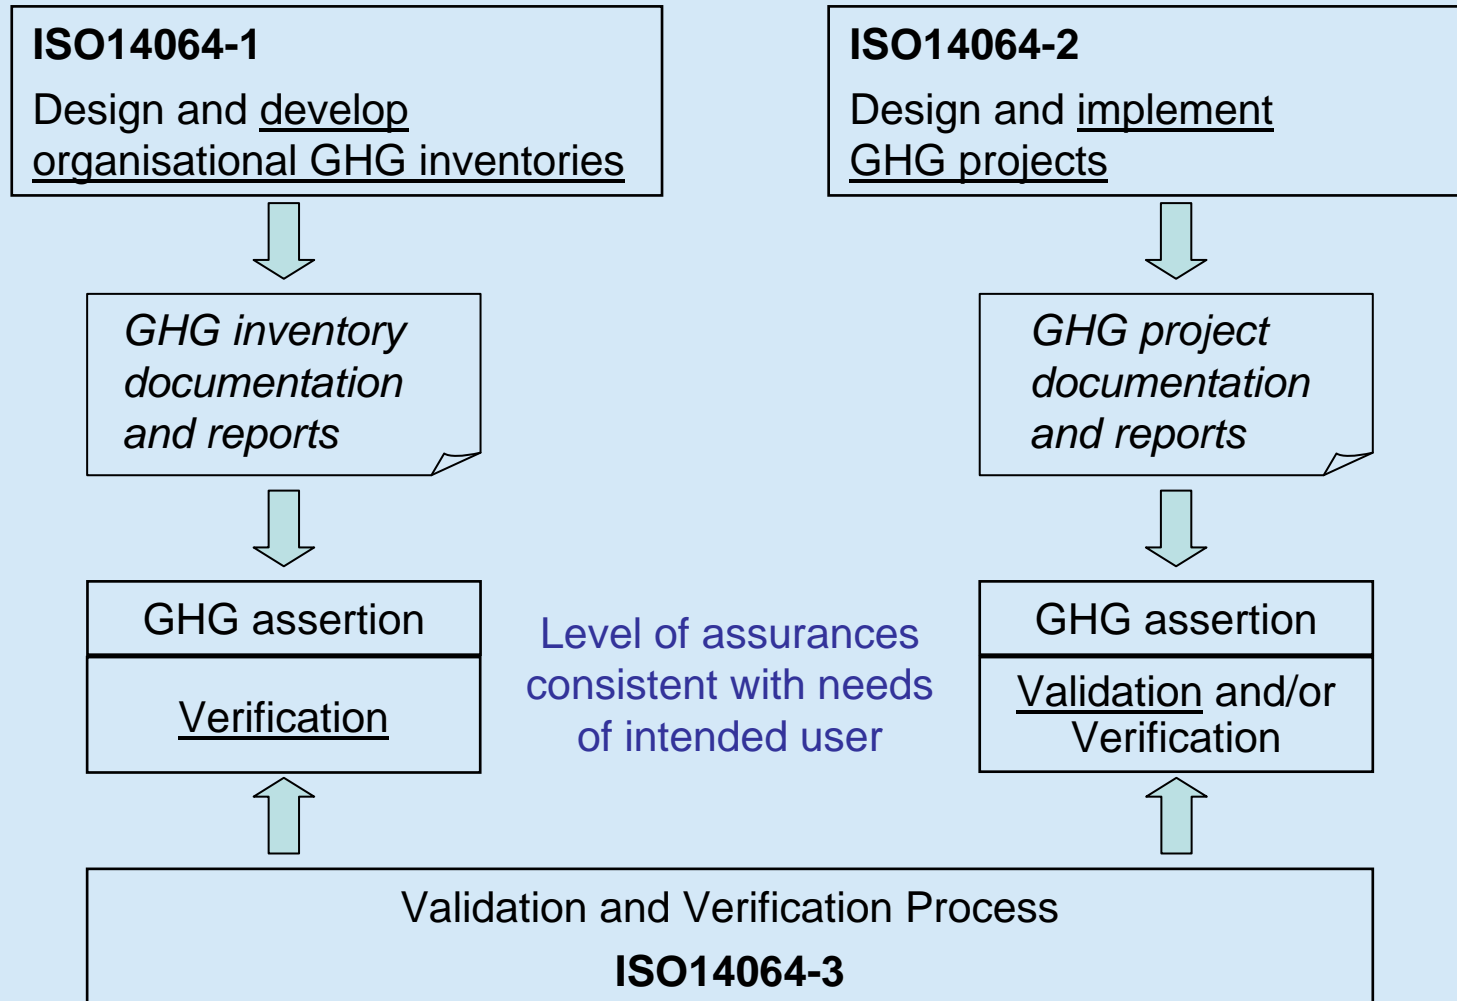 ISO14064-1
Design and develop
organisational GHG inventories
ISO14064-2
Design and implement
GHG projects
GHG inventory
documentation
and reports
GHG project
documentation
and reports
GHG assertion
Verification
Level of assurances
consistent with needs
of intended user
GHG assertion
Validation and/or
Verification
Validation and Verification Process
ISO14064-3